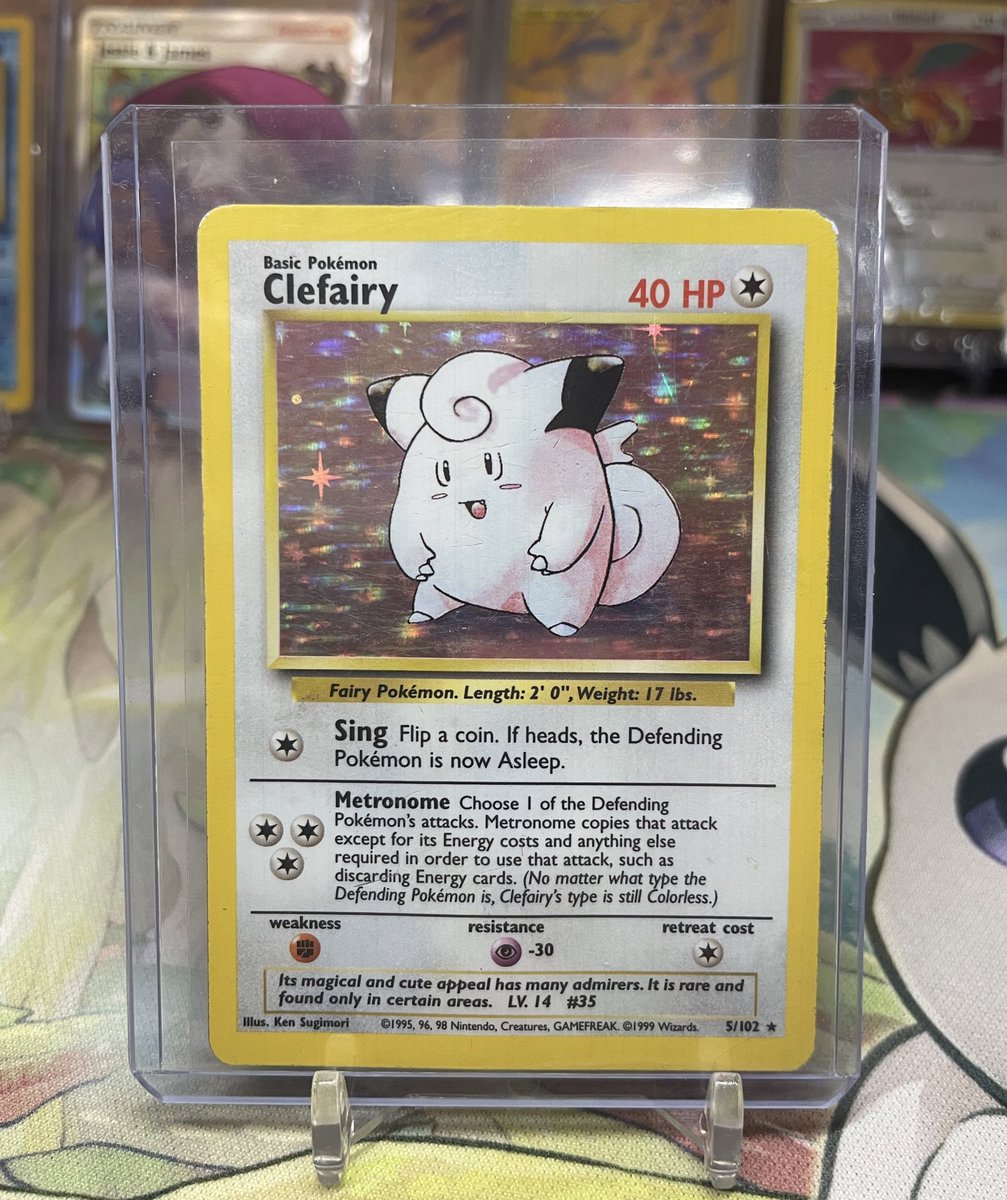 Jessie & James
Basic Pokémon
Clefairy
40 HP
Fairy Pokémon. Length: 2' 0", Weight: 17 lbs.
Sing Flip a coin. If heads, the Defending
Pokémon is now Asleep.
Metronome Choose 1 of the Defending
Pokémon's attacks. Metronome copies that attack
except for its Energy costs and anything else
required in order to use that attack, such as
discarding Energy cards. (No matter what type the
Defending Pokémon is, Clefairy's type is still Colorless.)
weakness
resistance
retreat cost
-30
Its magical and cute appeal has many admirers. It is rare and
found only in certain areas. LV. 14 #35
Illus. Ken Sugimori ©1995, 96, 98 Nintendo, Creatures, GAMEFREAK. ©1999 Wizards. 5/102 ★